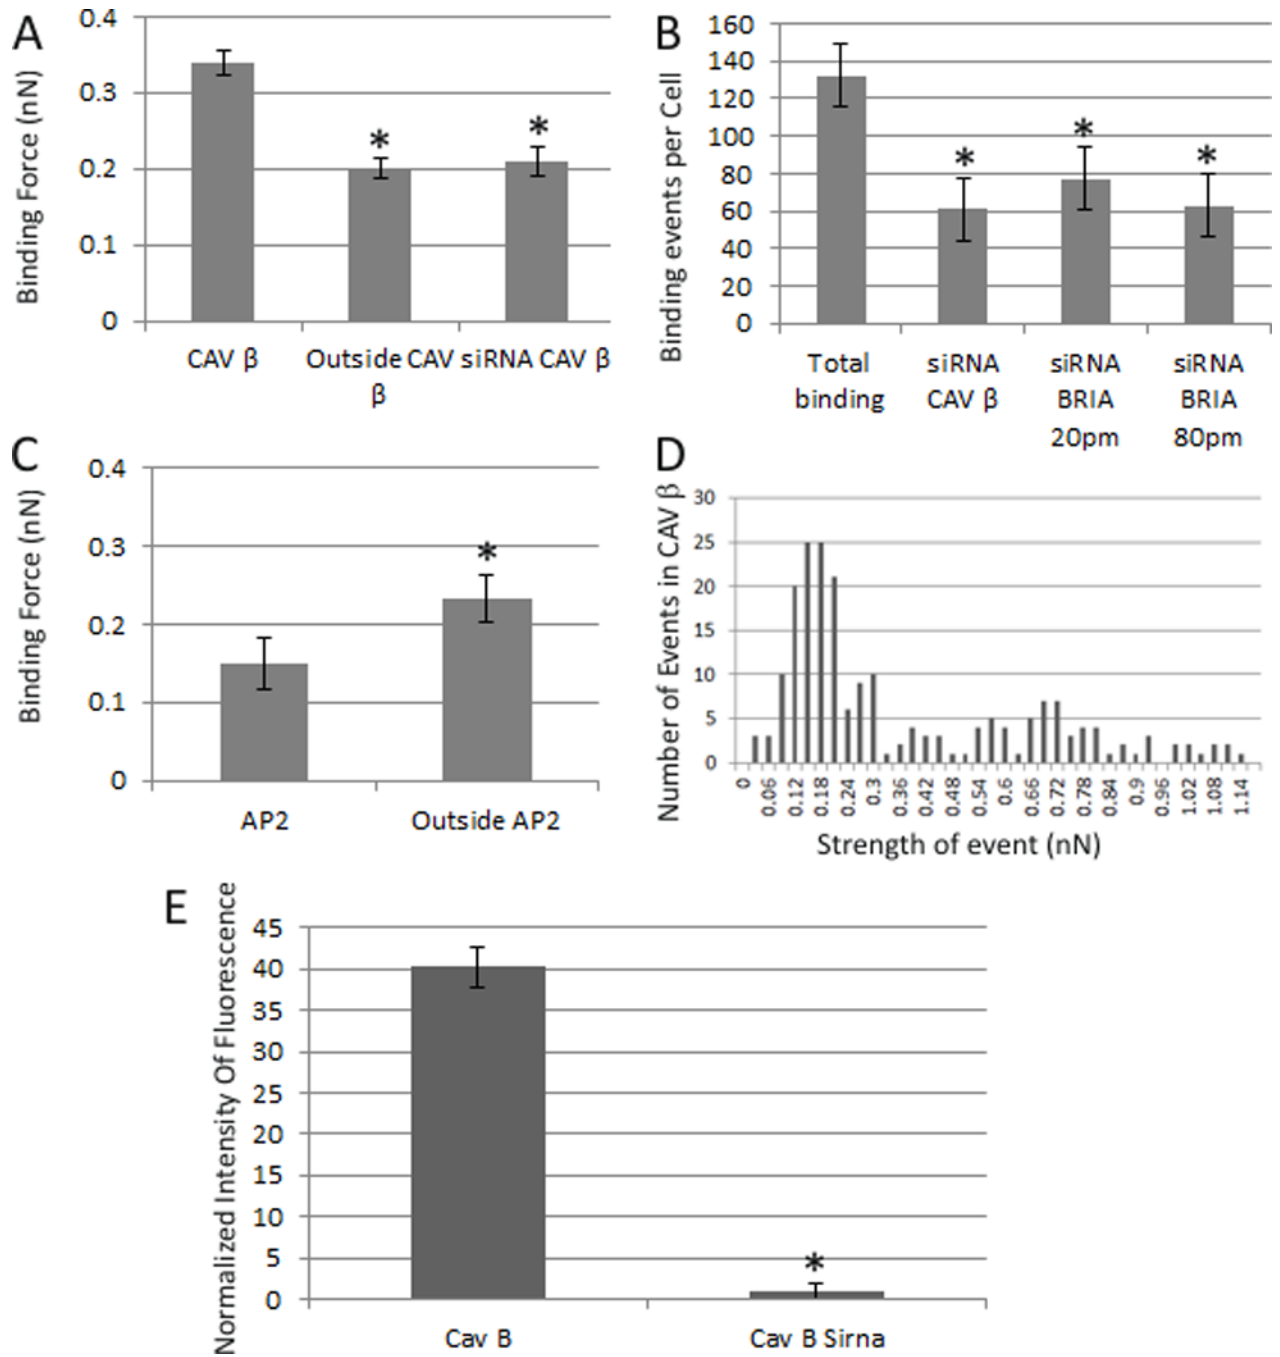 A
Binding Force (nN)
0.4
0.3
0.2
0.1
0
*
*
CAV β
Outside CAV
β
siRNA CAV β
B
Binding events per Cell
160
140
120
100
80
60
40
20
0
*
*
*
Total
binding
siRNA
CAV β
siRNA
BRIA
20pm
siRNA
BRIA
80pm
C
Binding Force (nN)
0.4
0.3
0.2
0.1
0
*
AP2
Outside AP2
D
Number of Events in CAV β
30
25
20
15
10
5
0
0
0.06
0.12
0.18
0.24
0.3
0.36
0.42
0.48
0.54
0.6
0.66
0.72
0.78
0.84
0.9
0.96
1.02
1.08
1.14
Strength of event (nN)
E
Normalized Intensity Of Fluorescence
45
40
35
30
25
20
15
10
5
0
*
Cav B
Cav B Sirna